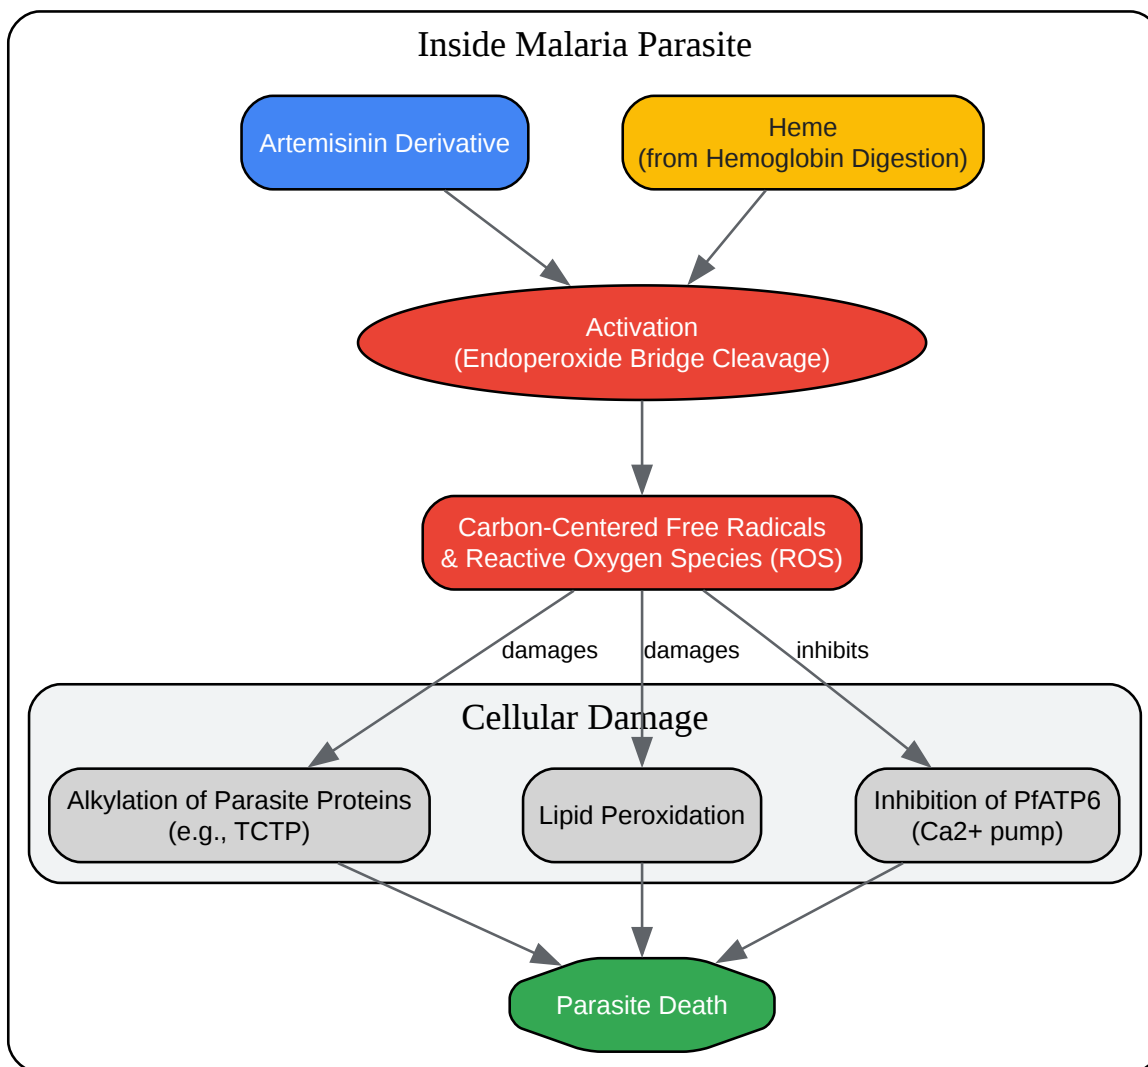 Inside Malaria Parasite
Artemisinin Derivative
Heme
(from Hemoglobin Digestion)
Activation
(Endoperoxide Bridge Cleavage)
Carbon-Centered Free Radicals
& Reactive Oxygen Species (ROS)
damages
damages
inhibits
Cellular Damage
Alkylation of Parasite Proteins
(e.g., TCTP)
Lipid Peroxidation
Inhibition of PfATP6
(Ca2+ pump)
Parasite Death